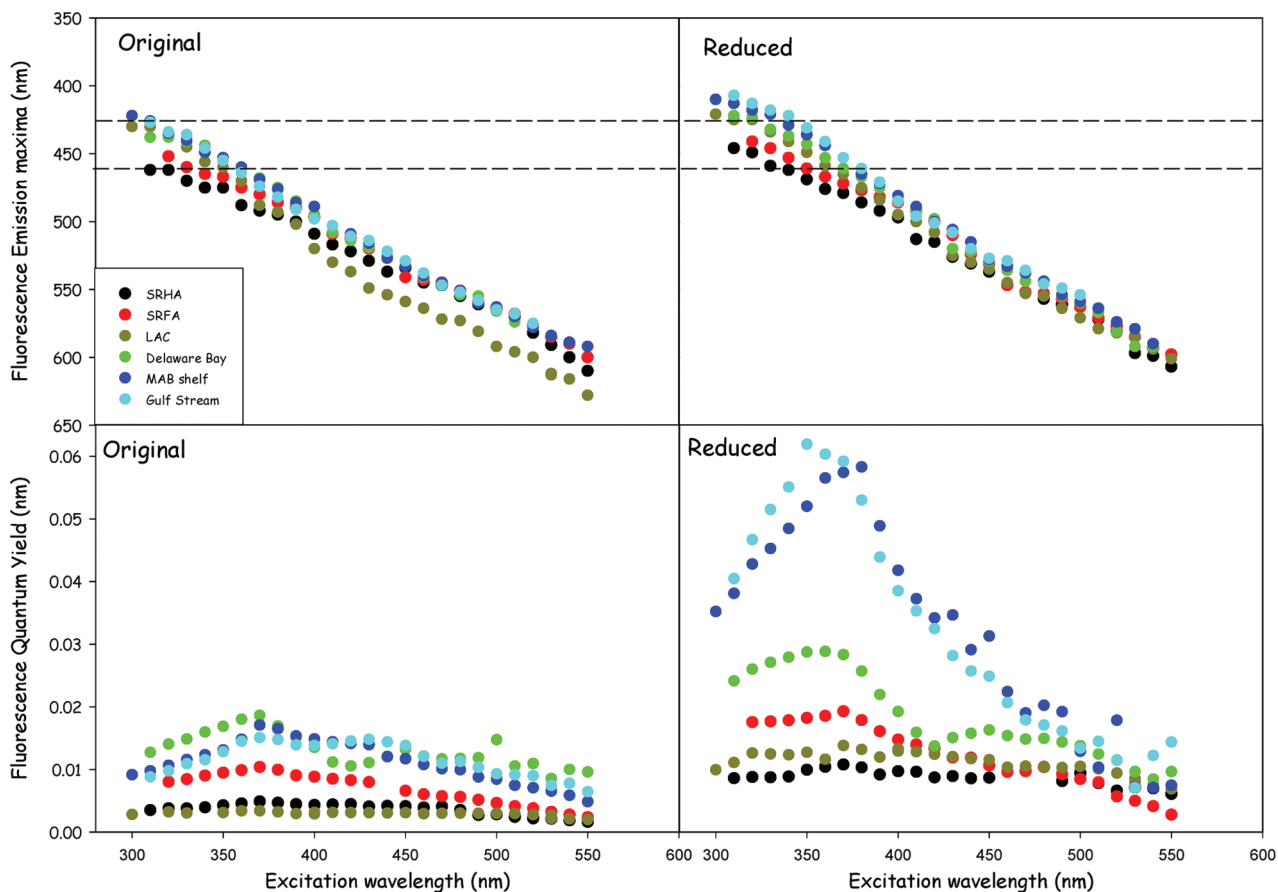 350
400
450
500
550
600
650
Fluorescence Emission maxima (nm)
Original
Reduced
SRHA
SRFA
LAC
Delaware Bay
MAB shelf
Gulf Stream
600
Original
Reduced
0.06
0.05
0.04
0.03
0.02
0.01
0.00
Fluorescence Quantum Yield (nm)
300
350
400
450
500
550
600
300
350
400
450
500
550
600
Excitation wavelength (nm)
Excitation wavelength (nm)